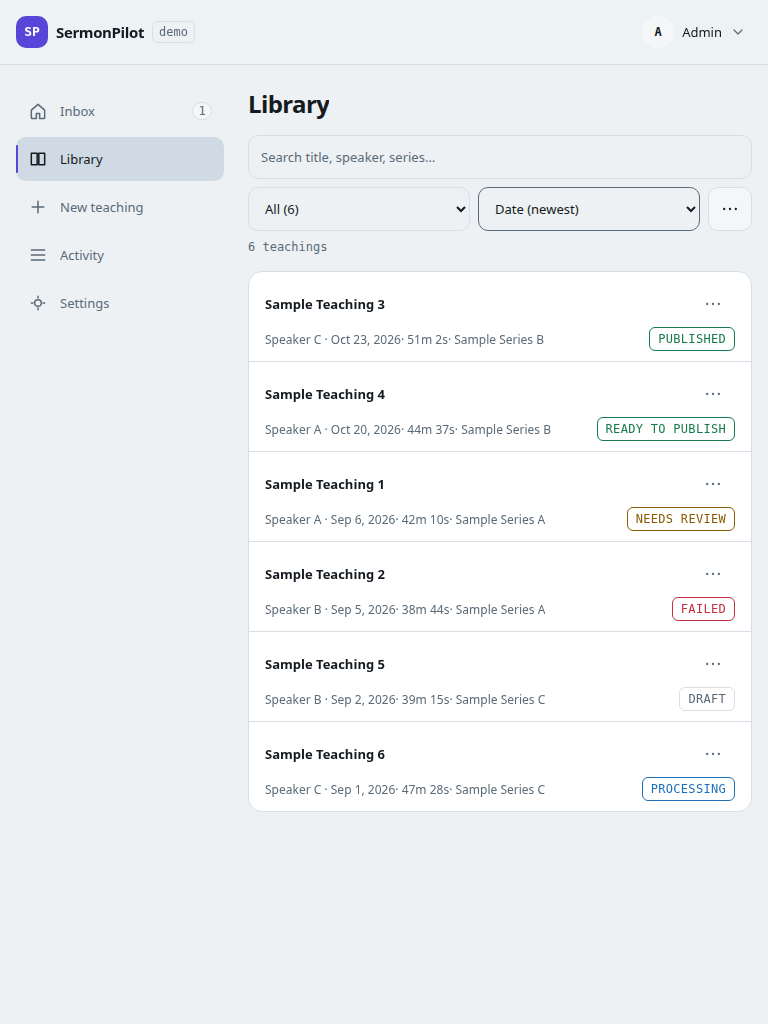 SP SermonPilot demo A Admin
Inbox 1
Library
New teaching
Activity
Settings
Library
Search title, speaker, series...
All (6) Date (newest) ...
6 teachings
Sample Teaching 3 ...
Speaker C · Oct 23, 2026· 51m 2s· Sample Series B PUBLISHED
Sample Teaching 4 ...
Speaker A · Oct 20, 2026· 44m 37s· Sample Series B READY TO PUBLISH
Sample Teaching 1 ...
Speaker A · Sep 6, 2026· 42m 10s· Sample Series A NEEDS REVIEW
Sample Teaching 2 ...
Speaker B · Sep 5, 2026· 38m 44s· Sample Series A FAILED
Sample Teaching 5 ...
Speaker B · Sep 2, 2026· 39m 15s· Sample Series C DRAFT
Sample Teaching 6 ...
Speaker C · Sep 1, 2026· 47m 28s· Sample Series C PROCESSING